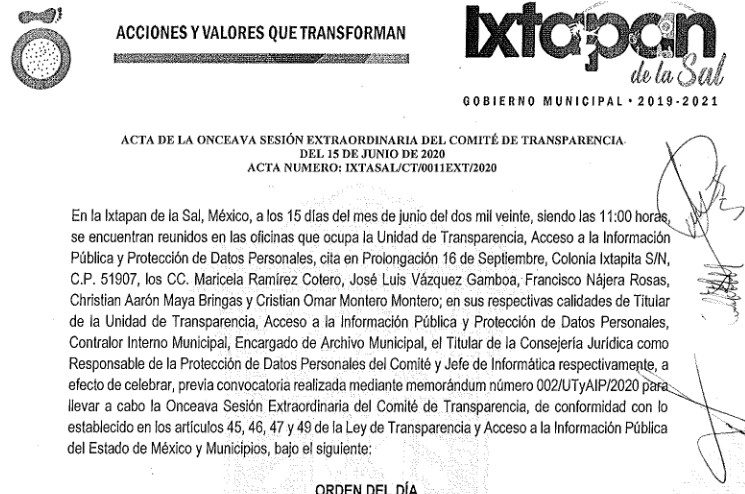 ACCIONES Y VALORES QUE TRANSFORMAN
Ixtapan
de la Sal
GOBIERNO MUNICIPAL • 2019-2021
ACTA DE LA ONCEAVA SESIÓN EXTRAORDINARIA DEL COMITÉ DE TRANSPARENCIA
DEL 15 DE JUNIO DE 2020
ACTA NUMERO: IXTASAL/CT/0011EXT/2020
En la Ixtapan de la Sal, México, a los 15 días del mes de junio del dos mil veinte, siendo las 11:00 horas,
se encuentran reunidos en las oficinas que ocupa la Unidad de Transparencia, Acceso a la Información
Pública y Protección de Datos Personales, cita en Prolongación 16 de Septiembre, Colonia Ixtapita S/N,
C.P. 51907, los CC. Maricela Ramírez Cotero, José Luis Vázquez Gamboa, Francisco Nájera Rosas,
Christian Aarón Maya Bringas y Cristian Omar Montero Montero; en sus respectivas calidades de Titular
de la Unidad de Transparencia, Acceso a la Información Pública y Protección de Datos Personales,
Contralor Interno Municipal, Encargado de Archivo Municipal, el Titular de la Consejería Jurídica como
Responsable de la Protección de Datos Personales del Comité y Jefe de Informática respectivamente, a
efecto de celebrar, previa convocatoria realizada mediante memorándum número 002/UTyAIP/2020 para
llevar a cabo la Onceava Sesión Extraordinaria del Comité de Transparencia, de conformidad con lo
establecido en los artículos 45, 46, 47 y 49 de la Ley de Transparencia y Acceso a la Información Pública
del Estado de México y Municipios, bajo el siguiente:
ORDEN DEL DÍA